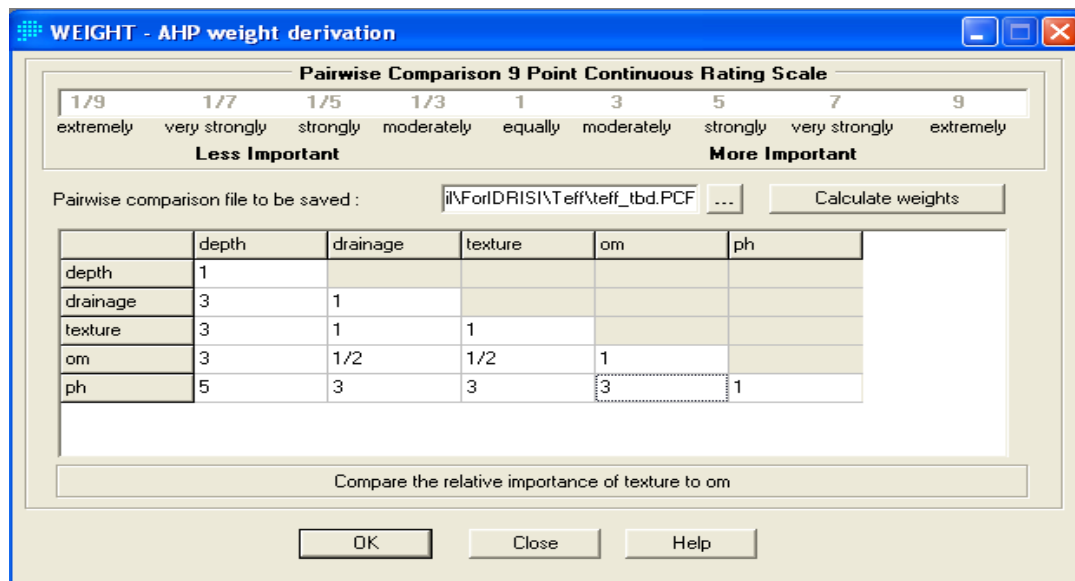 WEIGHT - AHP weight derivation
Pairwise Comparison 9 Point Continuous Rating Scale
1/9 1/7 1/5 1/3 1 3 5 7 9
extremely very strongly strongly moderately equally moderately strongly very strongly extremely
Less Important More Important
Pairwise comparison file to be saved : il\ForIDRISI\Teff\teff_tbd.PCF ... Calculate weights
depth drainage texture om ph
depth 1
drainage 3 1
texture 3 1 1
om 3 1/2 1/2 1
ph 5 3 3 3 1
Compare the relative importance of texture to om
OK Close Help